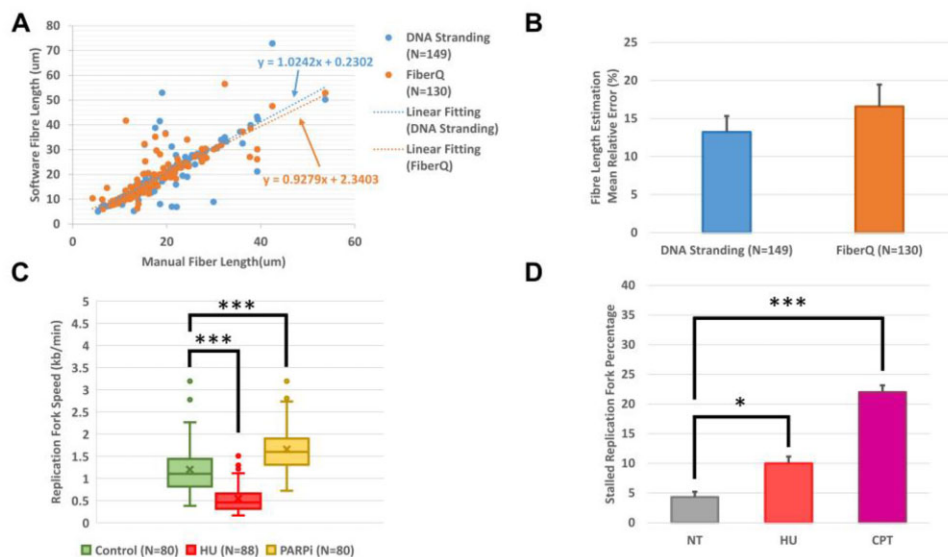 A
80
70
60
50
40
30
20
10
0
Software Fibre Length (um)
0 20 40 60
Manual Fiber Length(um)
y = 1.0242x + 0.2302
y = 0.9279x + 2.3403
DNA Stranding
(N=149)
FiberQ
(N=130)
Linear Fitting
(DNA Stranding)
Linear Fitting
(FiberQ)
B
25
20
15
10
5
0
Fibre Length Estimation
Mean Relative Error (%)
DNA Stranding (N=149) FiberQ (N=130)
C
5
4.5
4
3.5
3
2.5
2
1.5
1
0.5
0
Replication Fork Speed (kb/min)
***
***
Control (N=80) HU (N=88) PARPi (N=80)
D
40
35
30
25
20
15
10
5
0
Stalled Replication Fork Percentage
***
*
NT HU CPT